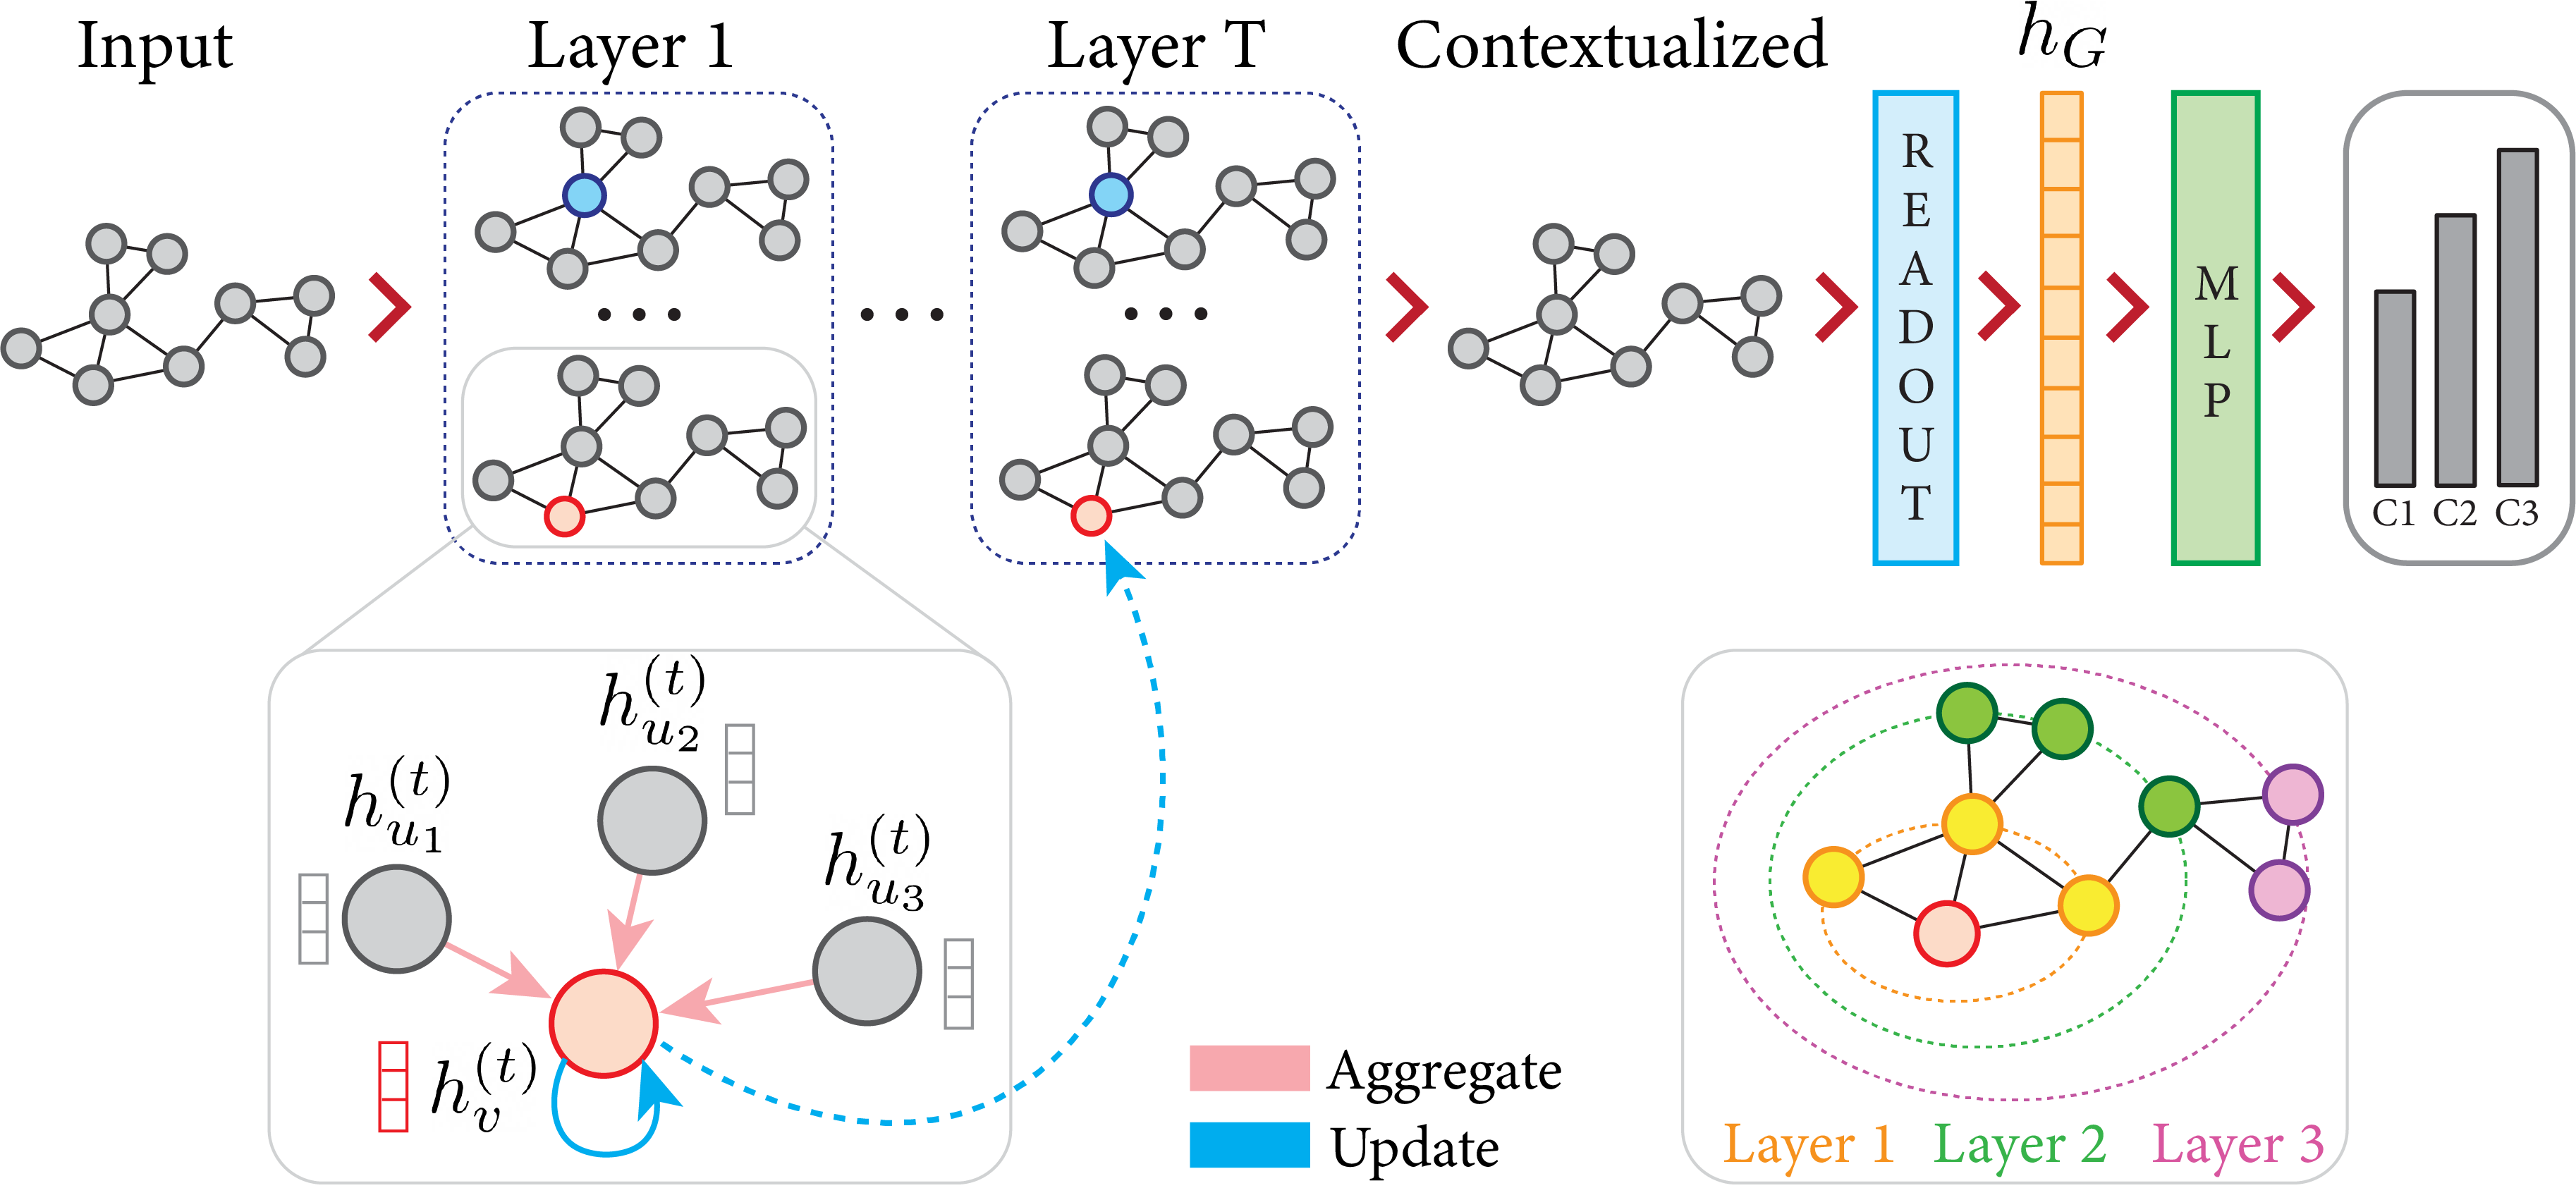 Input
Layer 1
Layer T
Contextualized
h_G
READOUT
MLP
C1 C2 C3
h_{u_1}^{(t)}
h_{u_2}^{(t)}
h_{u_3}^{(t)}
h_v^{(t)}
Aggregate
Update
Layer 1 Layer 2 Layer 3